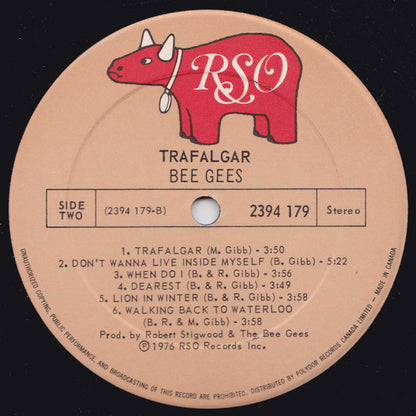 RSO
TRAFALGAR
BEE GEES
SIDE TWO
(2394 179-B)
2394 179
Stereo
1. TRAFALGAR (M. Gibb) - 3:50
2. DON'T WANNA LIVE INSIDE MYSELF (B. Gibb) - 5:22
3. WHEN DO I (B. & R. Gibb) - 3:56
4. DEAREST (B. & R. Gibb) - 3:49
5. LION IN WINTER (B. & R. Gibb) - 3:58
6. WALKING BACK TO WATERLOO
(B. R. & M. Gibb) - 3:58
Prod. by Robert Stigwood & The Bee Gees
Ⓟ 1976 RSO Records Inc.
UNAUTHORIZED COPYING, PUBLIC PERFORMANCE AND BROADCASTING OF THIS RECORD ARE PROHIBITED. DISTRIBUTED BY POLYDOR RECORDS CANADA LIMITED — MADE IN CANADA